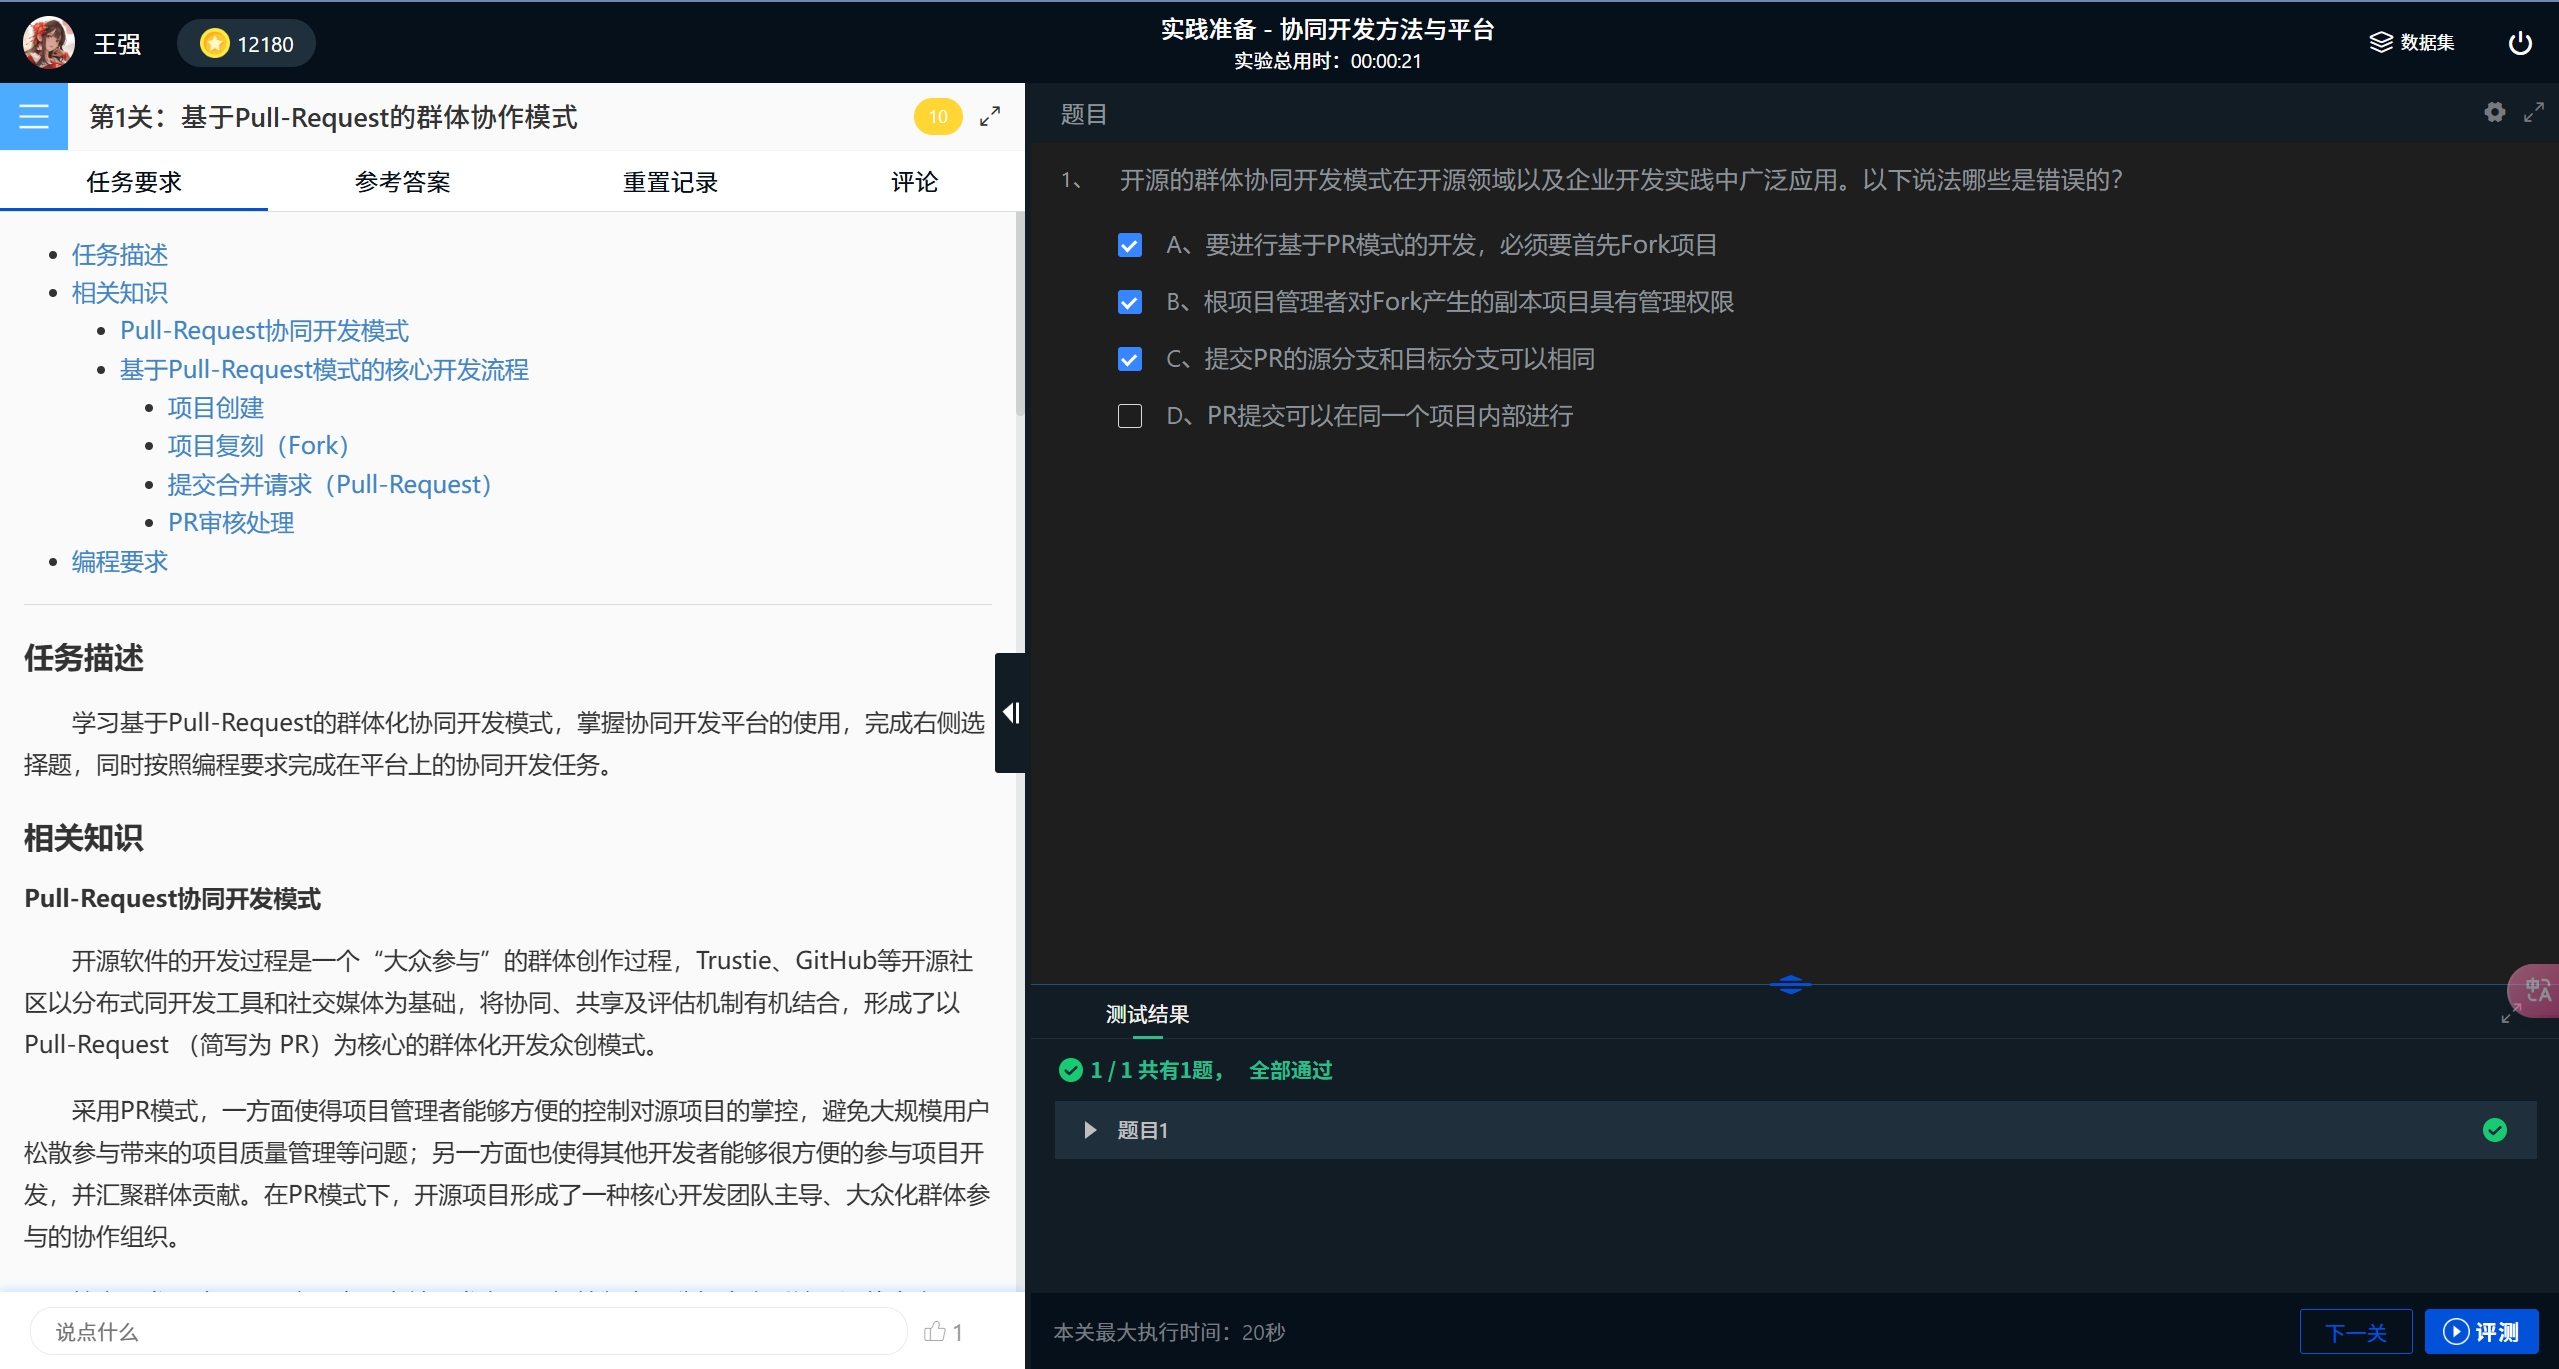 王强
12180
实践准备 - 协同开发方法与平台
实验总用时：00:00:21
数据集
第1关：基于Pull-Request的群体协作模式
10
任务要求
参考答案
重置记录
评论
任务描述
相关知识
Pull-Request协同开发模式
基于Pull-Request模式的核心开发流程
项目创建
项目复刻（Fork）
提交合并请求（Pull-Request）
PR审核处理
编程要求
任务描述
学习基于Pull-Request的群体化协同开发模式，掌握协同开发平台的使用，完成右侧选
择题，同时按照编程要求完成在平台上的协同开发任务。
相关知识
Pull-Request协同开发模式
开源软件的开发过程是一个“大众参与”的群体创作过程，Trustie、GitHub等开源社
区以分布式同开发工具和社交媒体为基础，将协同、共享及评估机制有机结合，形成了以
Pull-Request （简写为 PR）为核心的群体化开发众创模式。
采用PR模式，一方面使得项目管理者能够方便的控制对源项目的掌控，避免大规模用户
松散参与带来的项目质量管理等问题；另一方面也使得其他开发者能够很方便的参与项目开
发，并汇聚群体贡献。在PR模式下，开源项目形成了一种核心开发团队主导、大众化群体参
与的协作组织。
说点什么
1
题目
1、 开源的群体协同开发模式在开源领域以及企业开发实践中广泛应用。以下说法哪些是错误的？
A、要进行基于PR模式的开发，必须要首先Fork项目
B、根项目管理者对Fork产生的副本项目具有管理权限
C、提交PR的源分支和目标分支可以相同
D、PR提交可以在同一个项目内部进行
中A
测试结果
1 / 1 共有1题， 全部通过
题目1
本关最大执行时间：20秒
下一关
评测